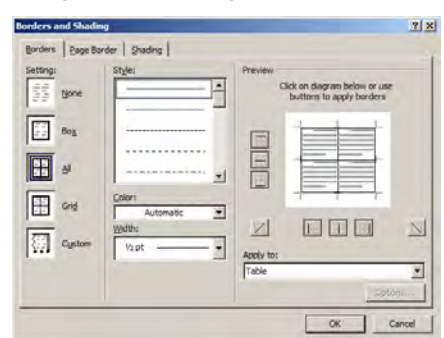 Borders and Shading
Borders
Page Border
Shading
Setting:
None
Box
All
Grid
Custom
Style:
Color:
Automatic
Width:
½ pt
Preview
Click on diagram below or use
buttons to apply borders
Apply to:
Table
Options...
OK
Cancel